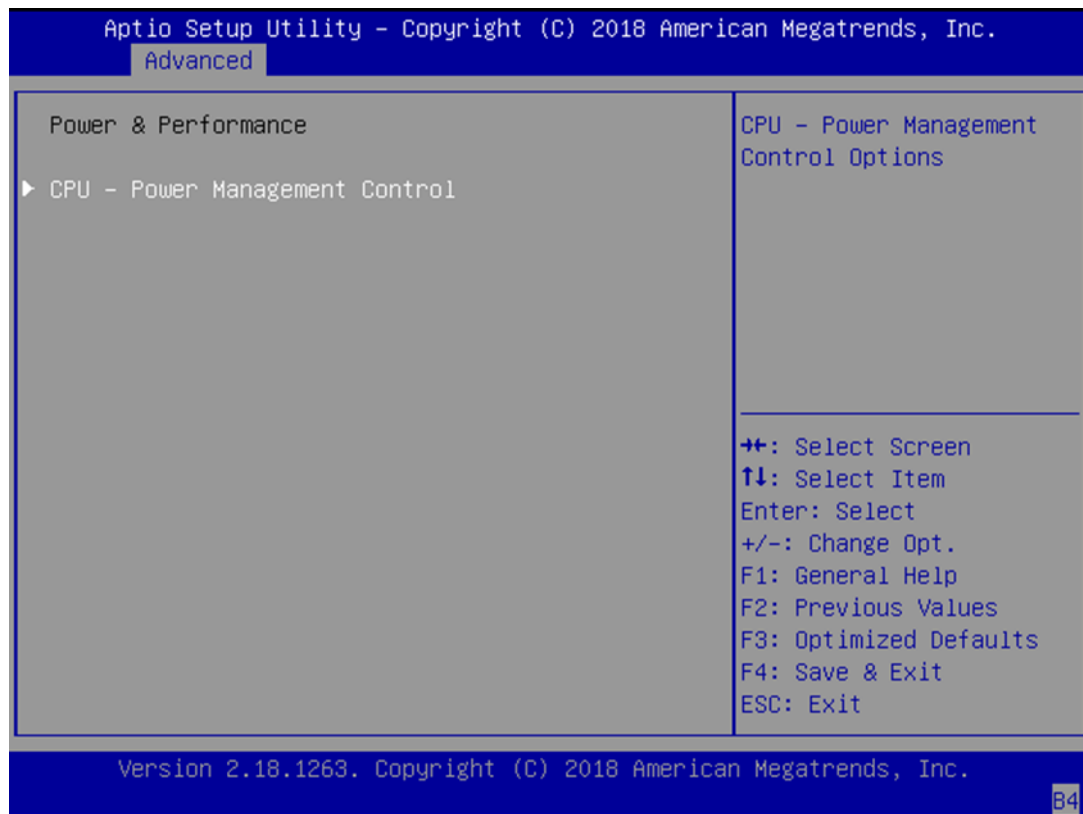 Aptio Setup Utility – Copyright (C) 2018 American Megatrends, Inc.
Advanced
Power & Performance
▶ CPU – Power Management Control
CPU – Power Management
Control Options
→←: Select Screen
↑↓: Select Item
Enter: Select
+/-: Change Opt.
F1: General Help
F2: Previous Values
F3: Optimized Defaults
F4: Save & Exit
ESC: Exit
Version 2.18.1263. Copyright (C) 2018 American Megatrends, Inc.
B4